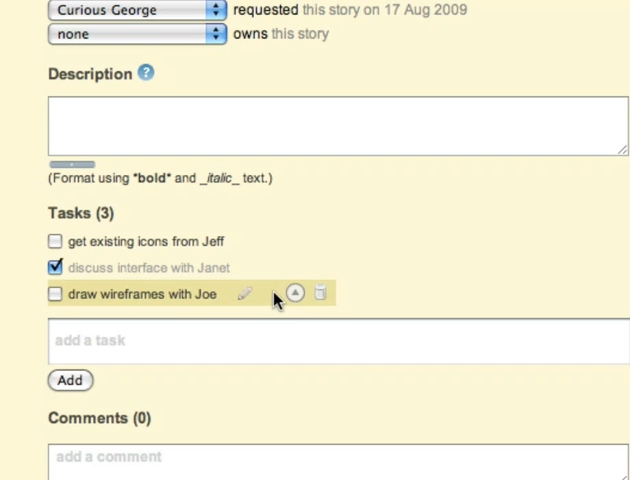 Curious George requested this story on 17 Aug 2009
none owns this story
Description ?
(Format using *bold* and _italic_ text.)
Tasks (3)
get existing icons from Jeff
discuss interface with Janet
draw wireframes with Joe
add a task
Add
Comments (0)
add a comment